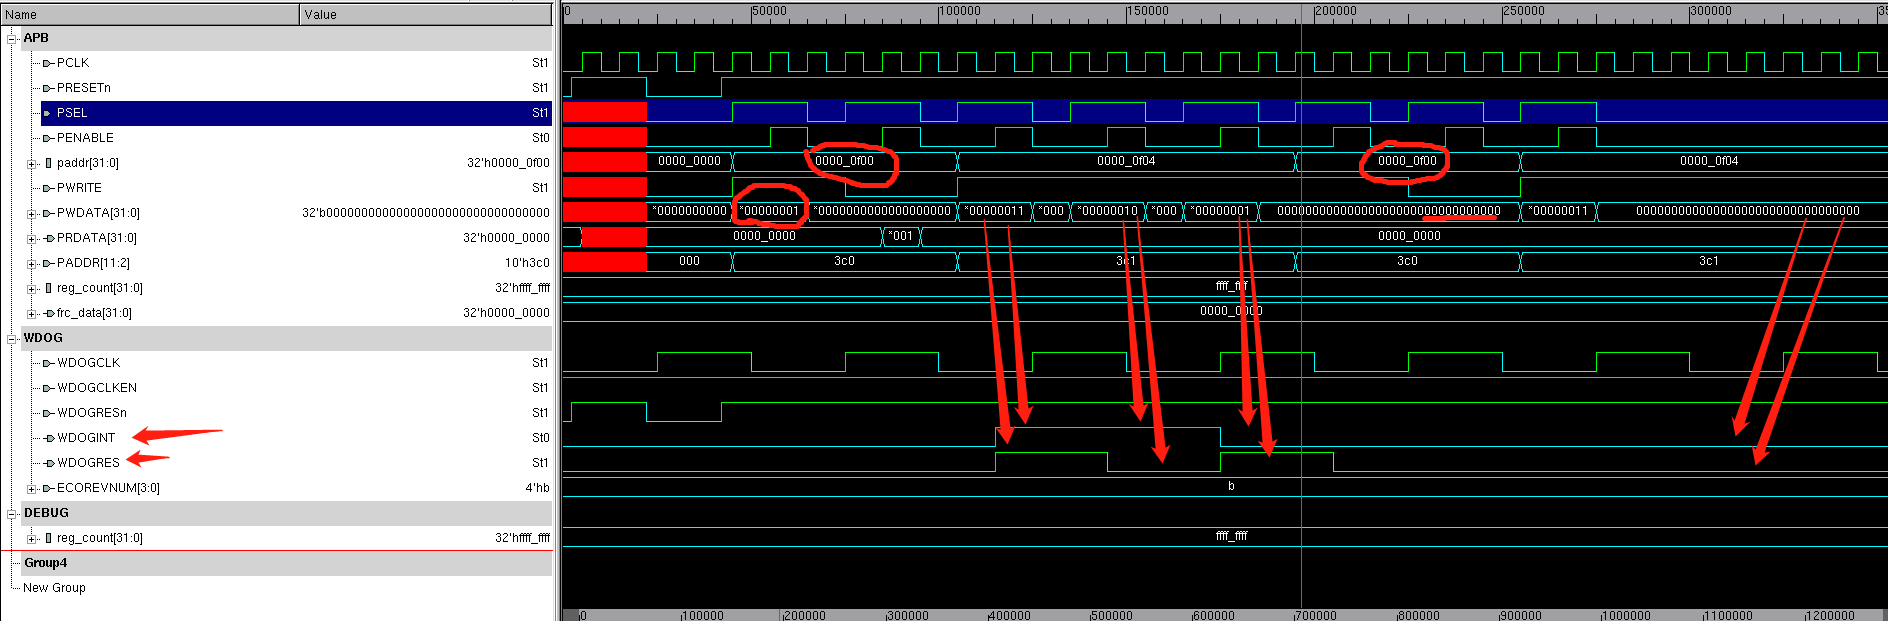 Name Value 0 50000 100000 150000 200000 250000 300000
APB
PCLK St1
PRESETn St1
PSEL St1
PENABLE St0
paddr[31:0] 32'h0000_0f00 0000_0000 0000_0f00 0000_0f04 0000_0f00 0000_0f04
PWRITE St1
PWDATA[31:0] 32'b00000000000000000000000000000000 *0000000000 *00000001 *00000000000000000 *00000011 *000 *00000010 *000 *00000001 00000000000000000000000000000000 *00000011 00000000000000000000000000000000
PRDATA[31:0] 32'h0000_0000 0000_0000 *001 0000_0000
PADDR[11:2] 10'h3c0 000 3c0 3c1 3c0 3c1
reg_count[31:0] 32'hffff_ffff ffff_ffff
frc_data[31:0] 32'h0000_0000 0000_0000
WDOG
WDOGCLK St1
WDOGCLKEN St1
WDOGRESn St1
WDOGINT St0
WDOGRES St1
ECOREVNUM[3:0] 4'hb b
DEBUG
reg_count[31:0] 32'hffff_ffff ffff_ffff
Group4
New Group
0 100000 200000 300000 400000 500000 600000 700000 800000 900000 1000000 1100000 1200000